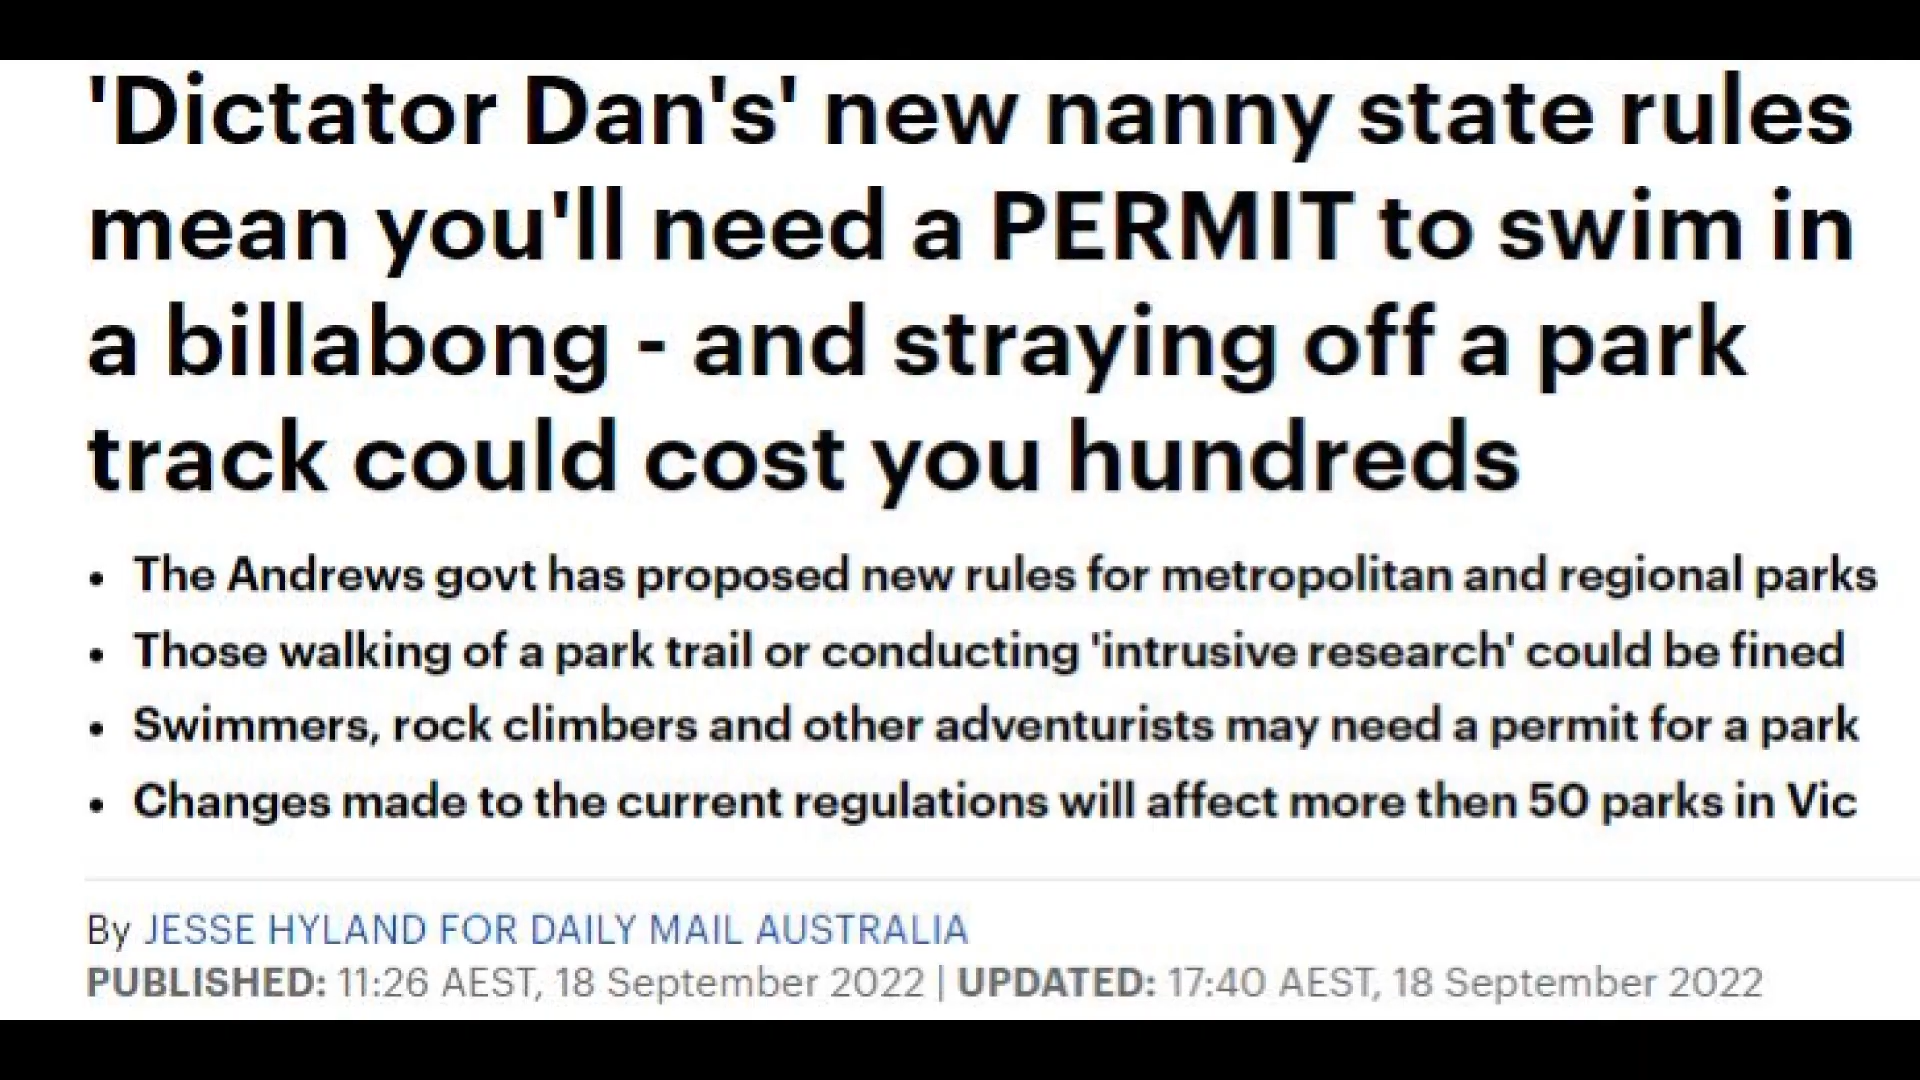 'Dictator Dan's' new nanny state rules
mean you'll need a PERMIT to swim in
a billabong - and straying off a park
track could cost you hundreds
• The Andrews govt has proposed new rules for metropolitan and regional parks
• Those walking of a park trail or conducting 'intrusive research' could be fined
• Swimmers, rock climbers and other adventurists may need a permit for a park
• Changes made to the current regulations will affect more then 50 parks in Vic
By JESSE HYLAND FOR DAILY MAIL AUSTRALIA
PUBLISHED: 11:26 AEST, 18 September 2022 | UPDATED: 17:40 AEST, 18 September 2022